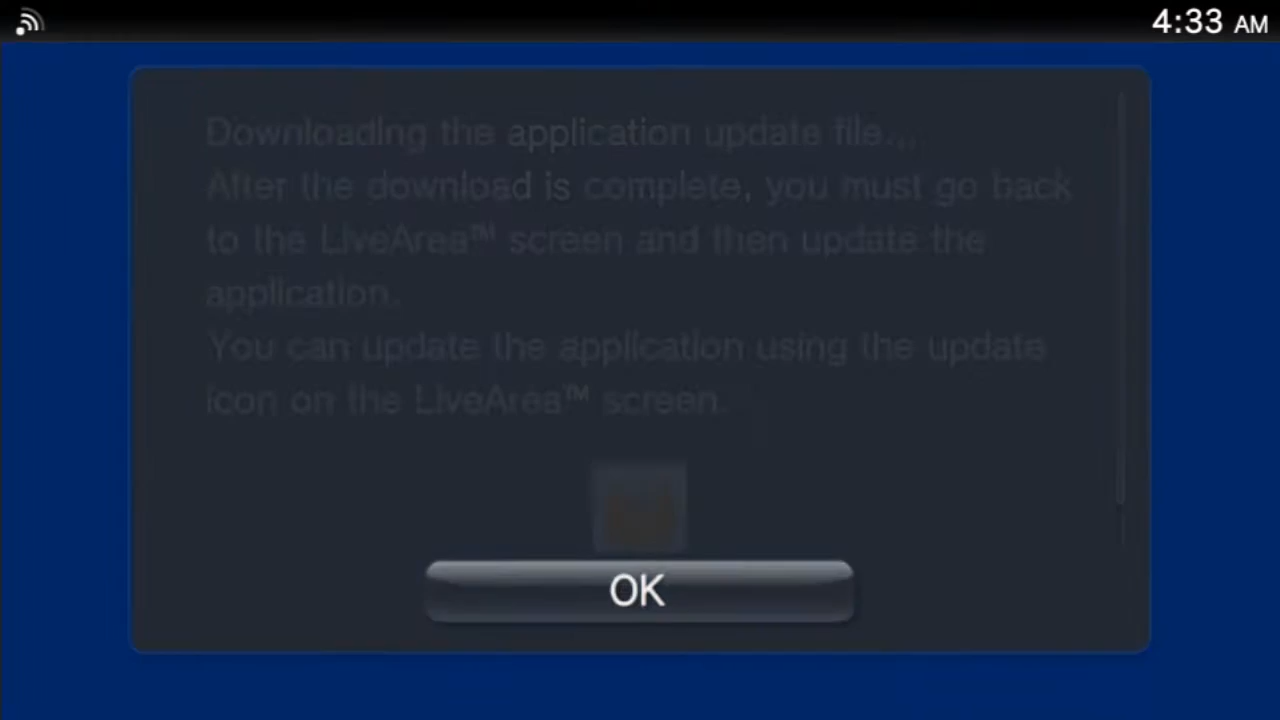 4:33 AM
Downloading the application update file...
After the download is complete, you must go back
to the LiveArea™ screen and then update the
application.
You can update the application using the update
icon on the LiveArea™ screen.
OK